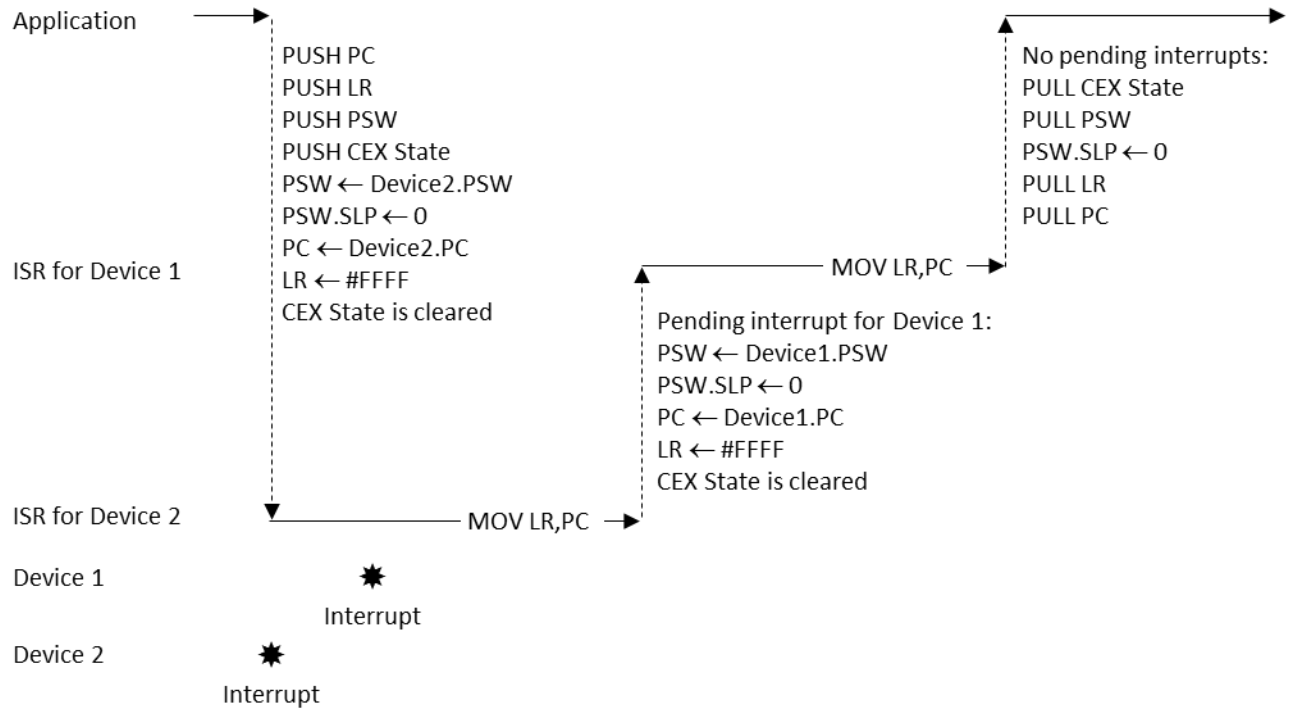 Application
PUSH PC
PUSH LR
PUSH PSW
PUSH CEX State
PSW ← Device2.PSW
PSW.SLP ← 0
PC ← Device2.PC
LR ← #FFFF
CEX State is cleared
No pending interrupts:
PULL CEX State
PULL PSW
PSW.SLP ← 0
PULL LR
PULL PC
ISR for Device 1
MOV LR,PC
Pending interrupt for Device 1:
PSW ← Device1.PSW
PSW.SLP ← 0
PC ← Device1.PC
LR ← #FFFF
CEX State is cleared
ISR for Device 2
MOV LR,PC
Device 1
Interrupt
Device 2
Interrupt